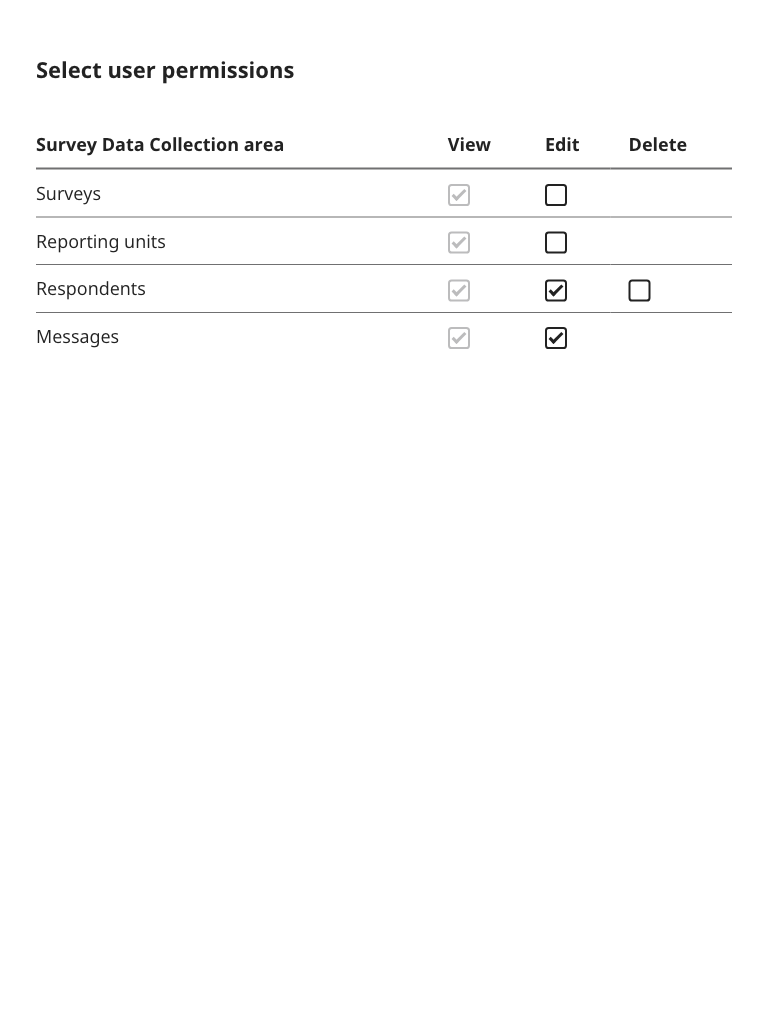 Select user permissions
Survey Data Collection area View Edit Delete
Surveys
Reporting units
Respondents
Messages